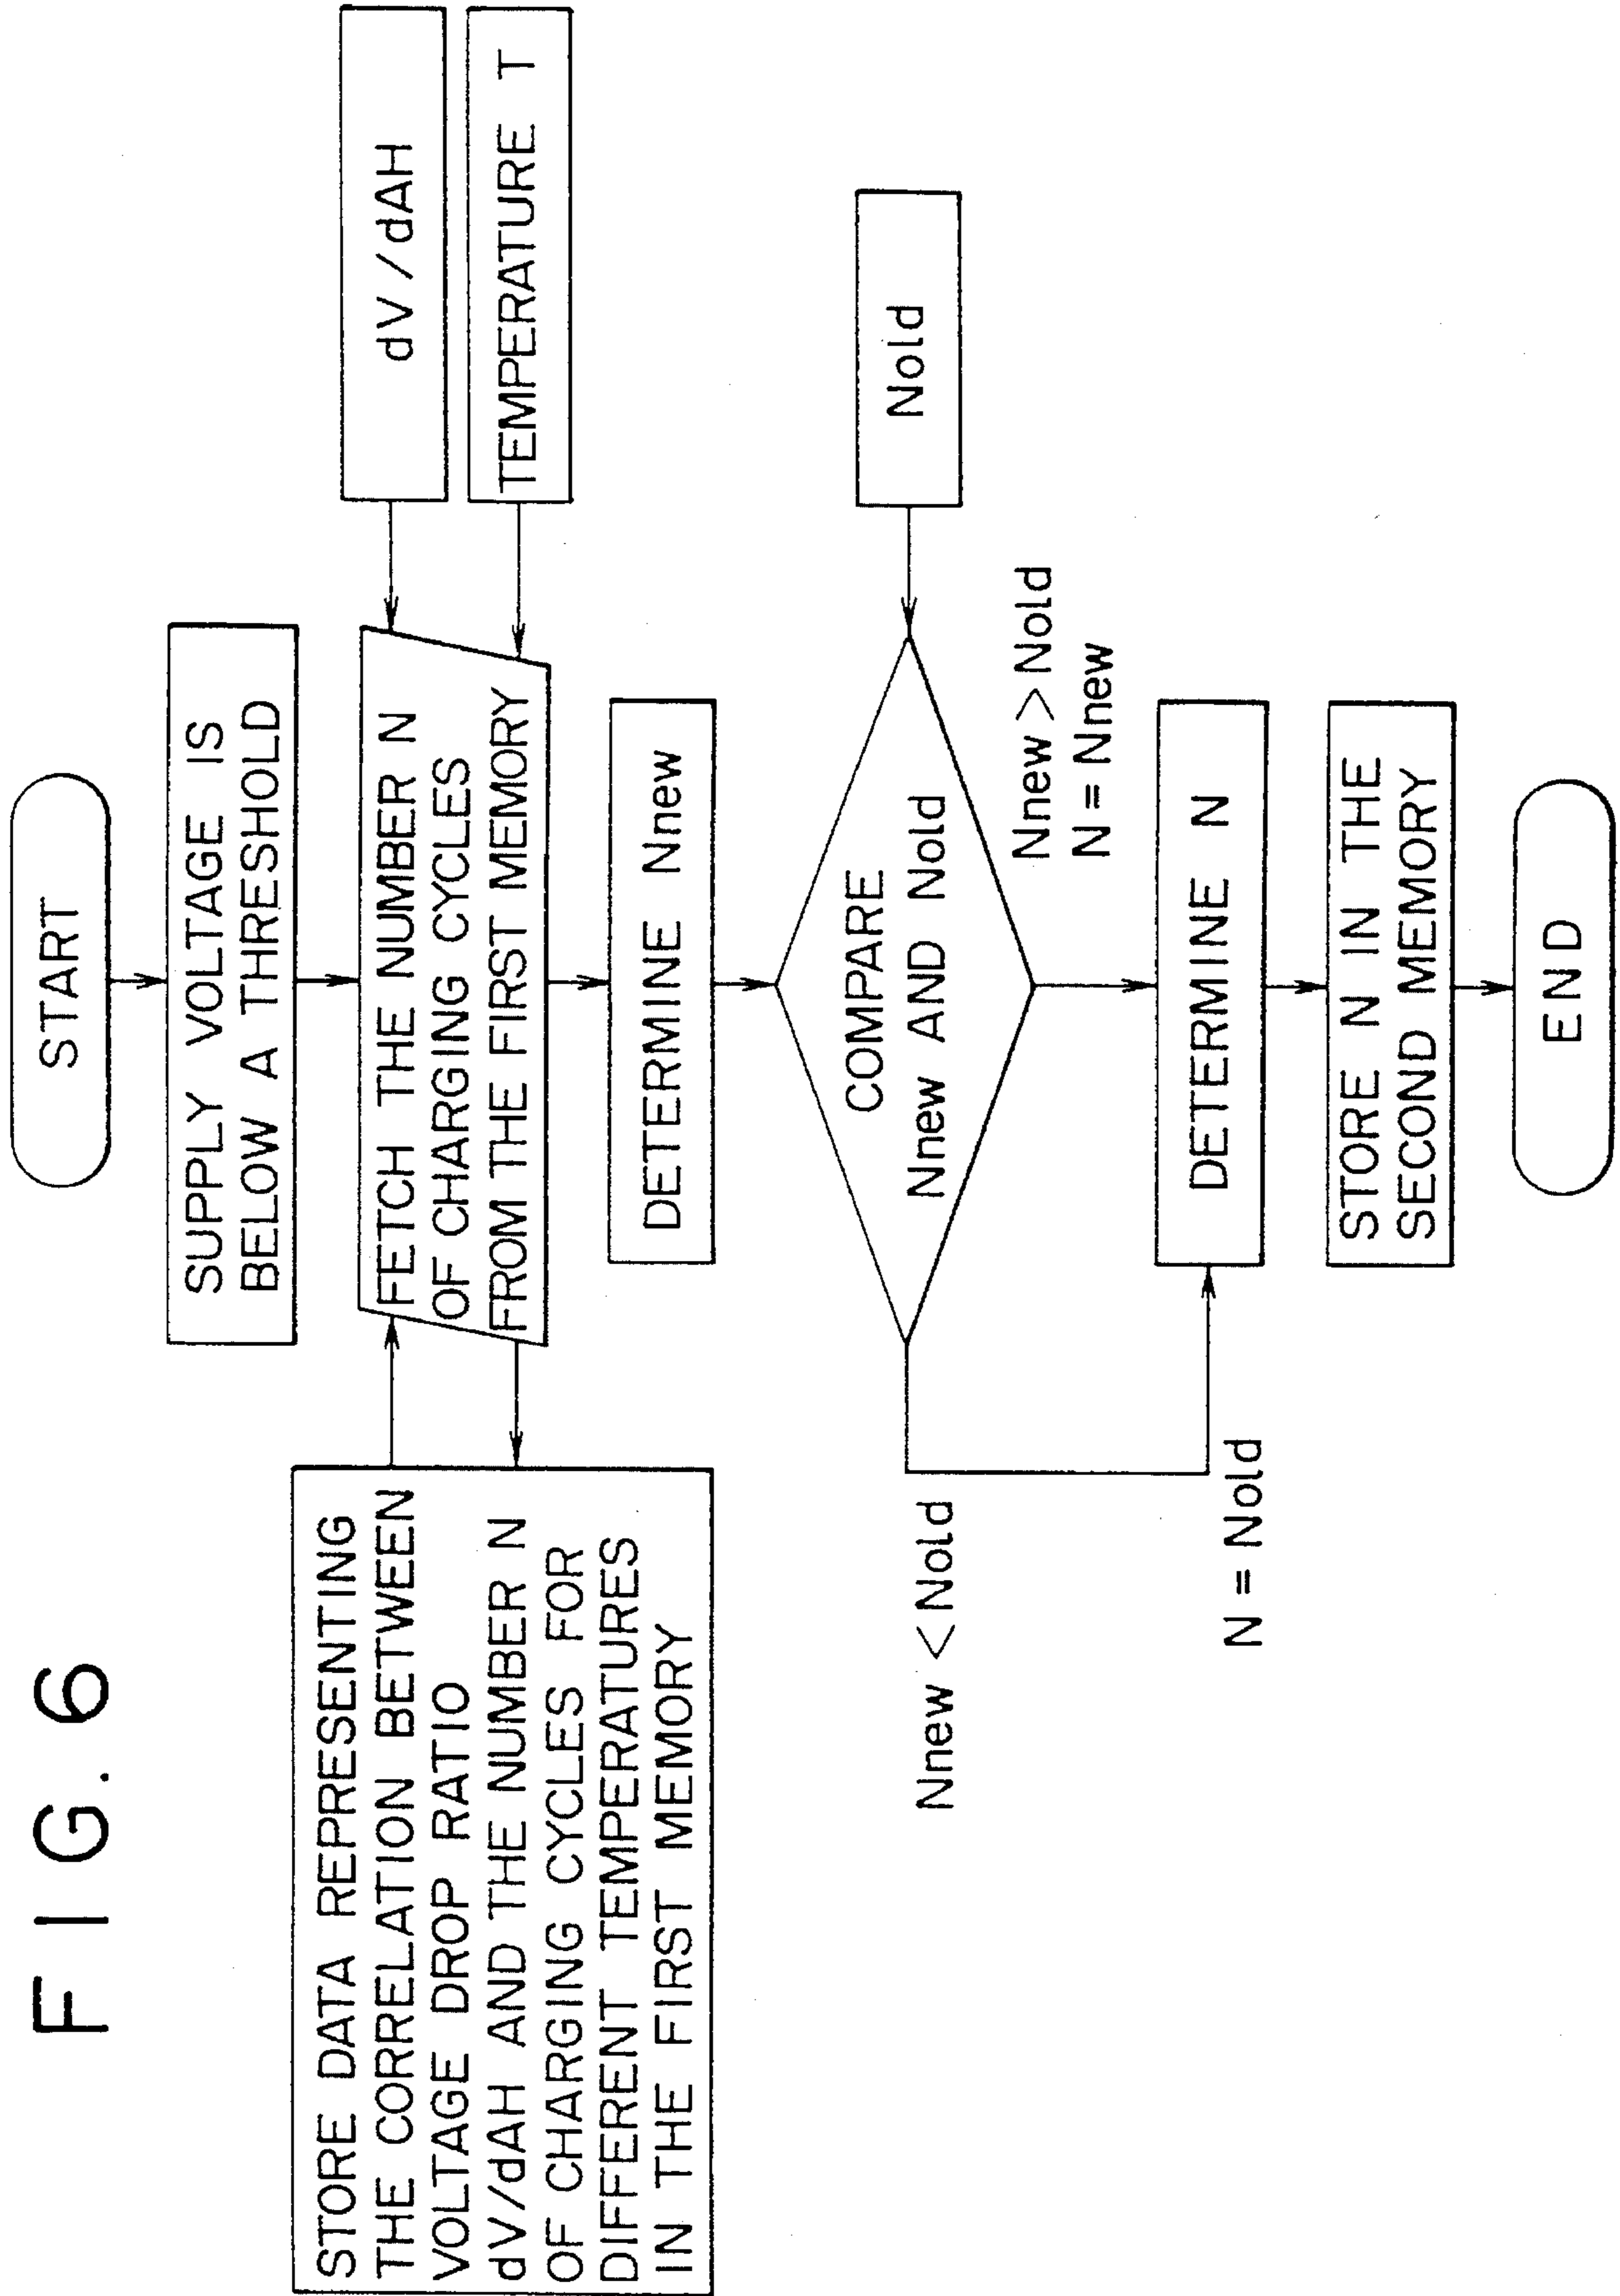 FIG. 6
START
SUPPLY VOLTAGE IS
BELOW A THRESHOLD
STORE DATA REPRESENTING
THE CORRELATION BETWEEN
VOLTAGE DROP RATIO
dV/dAH AND THE NUMBER N
OF CHARGING CYCLES FOR
DIFFERENT TEMPERATURES
IN THE FIRST MEMORY
FETCH THE NUMBER N
OF CHARGING CYCLES
FROM THE FIRST MEMORY
dV/dAH
TEMPERATURE T
DETERMINE Nnew
COMPARE
Nnew AND Nold
Nold
Nnew < Nold
N = Nold
Nnew > Nold
N = Nnew
DETERMINE N
STORE N IN THE
SECOND MEMORY
END